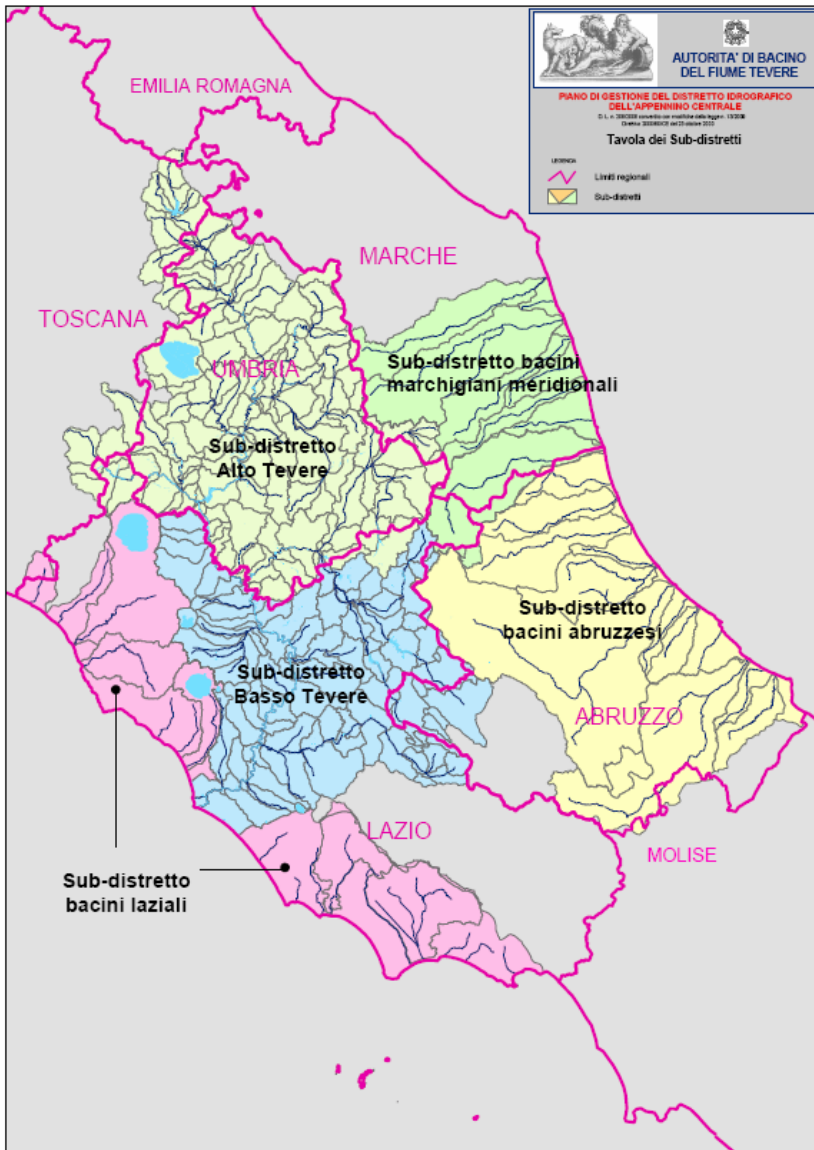 AUTORITA' DI BACINO
DEL FIUME TEVERE
PIANO DI GESTIONE DEL DISTRETTO IDROGRAFICO
DELL'APPENNINO CENTRALE
Tavola dei Sub-distretti
LEGENDA
Limiti regionali
Sub-distretti
EMILIA ROMAGNA
MARCHE
TOSCANA
UMBRIA
Sub-distretto bacini
marchigiani meridionali
Sub-distretto
Alto Tevere
Sub-distretto
bacini abruzzesi
Sub-distretto
Basso Tevere
ABRUZZO
LAZIO
MOLISE
Sub-distretto
bacini laziali